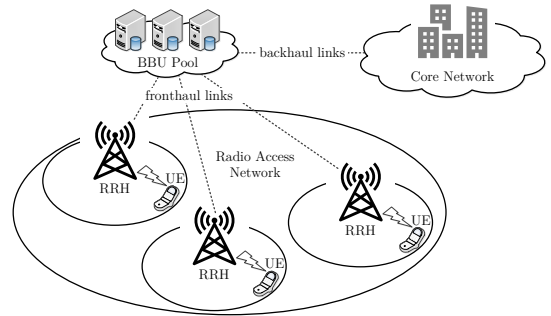 BBU Pool
backhaul links
Core Network
fronthaul links
Radio Access
Network
UE
RRH
UE
RRH
UE
RRH